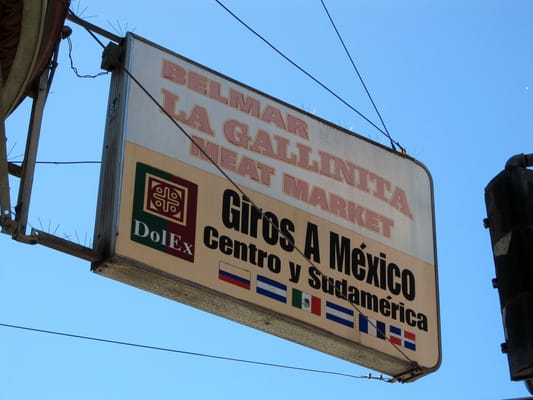 BELMAR
LA GALLINITA
MEAT MARKET
DolEx
Giros A México
Centro y Sudamérica